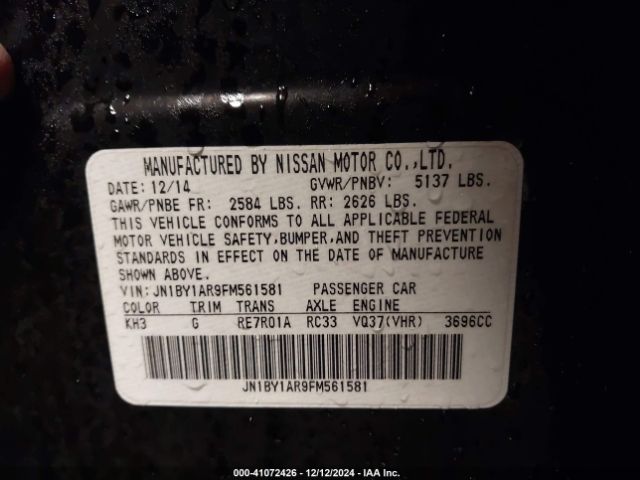 MANUFACTURED BY NISSAN MOTOR CO.,LTD.
DATE: 12/14 GVWR/PNBV: 5137 LBS.
GAWR/PNBE FR: 2584 LBS. RR: 2626 LBS.
THIS VEHICLE CONFORMS TO ALL APPLICABLE FEDERAL
MOTOR VEHICLE SAFETY,BUMPER,AND THEFT PREVENTION
STANDARDS IN EFFECT ON THE DATE OF MANUFACTURE
SHOWN ABOVE.
VIN: JN1BY1AR9FM561581 PASSENGER CAR
COLOR TRIM TRANS AXLE ENGINE
KH3 G RE7R01A RC33 VQ37(VHR) 3696CC
JN1BY1AR9FM561581
000-41072426 - 12/12/2024 - IAA Inc.